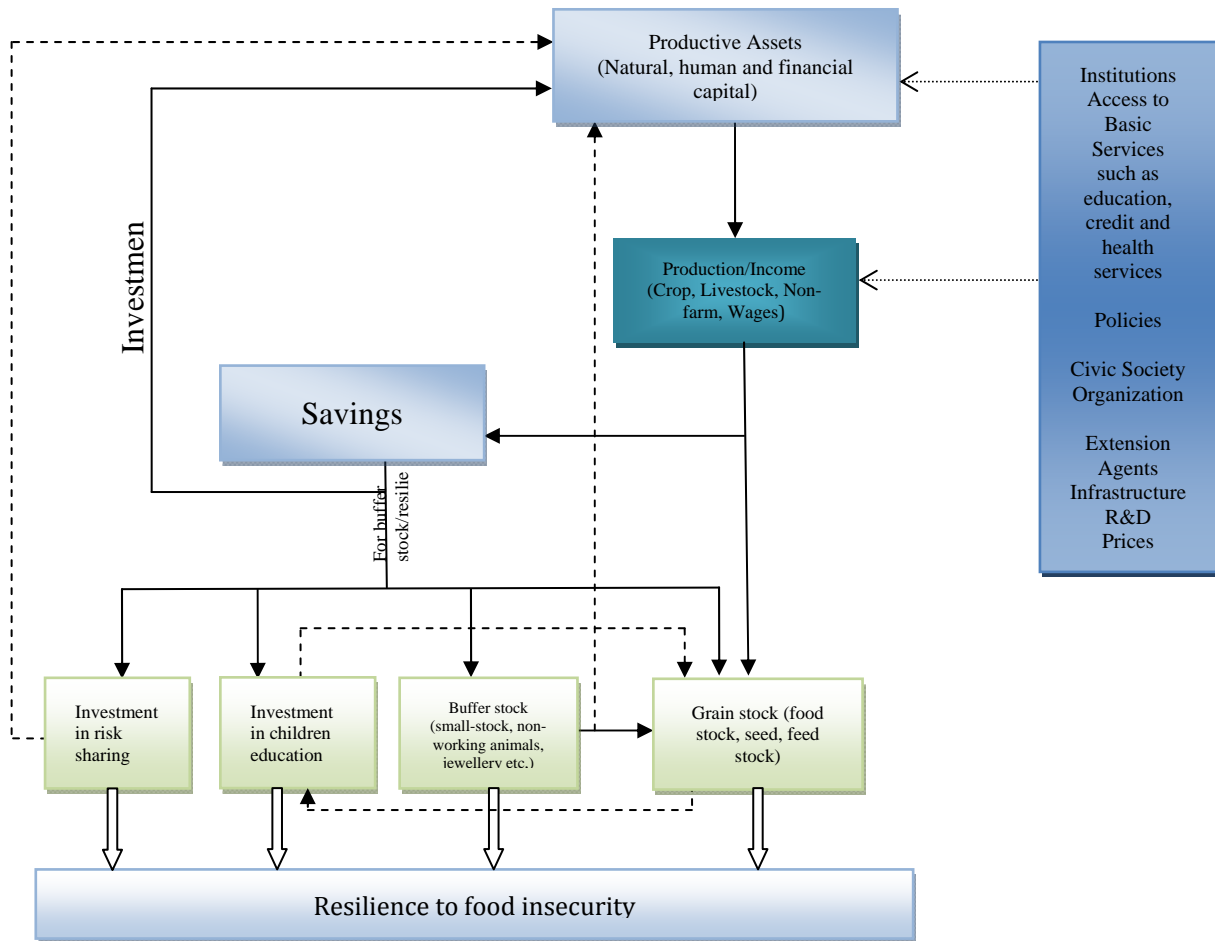 Productive Assets
(Natural, human and financial
capital)
Institutions
Access to
Basic
Services
such as
education,
credit and
health
services
Policies
Civic Society
Organization
Extension
Agents
Infrastructure
R&D
Prices
Investmen
Production/Income
(Crop, Livestock, Non-
farm, Wages)
Savings
For buffer
stock/resilie
Investment
in risk
sharing
Investment
in children
education
Buffer stock
(small-stock, non-
working animals,
jewellery etc.)
Grain stock (food
stock, seed, feed
stock)
Resilience to food insecurity